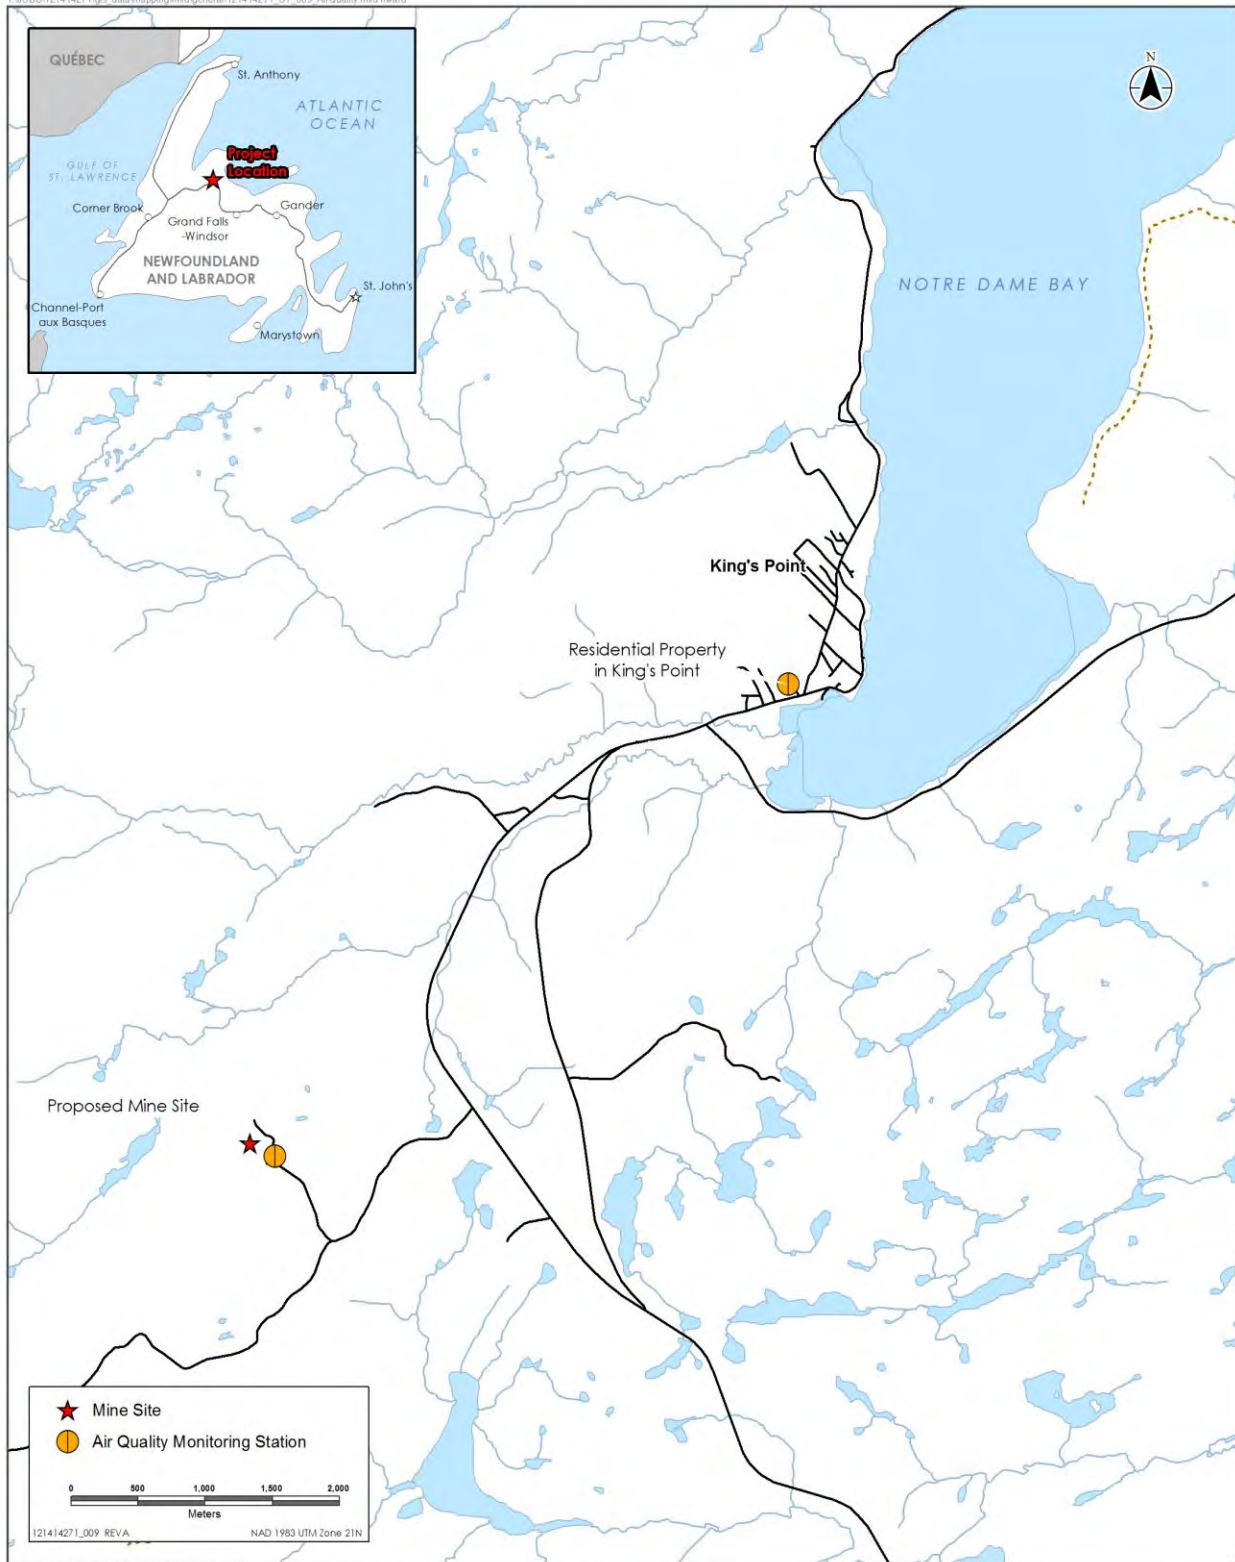 QUÉBEC
St. Anthony
ATLANTIC
OCEAN
GULF OF
ST. LAWRENCE
Project
Location
Corner Brook
Gander
Grand Falls
-Windsor
NEWFOUNDLAND
AND LABRADOR
St. John's
Channel-Port
aux Basques
Marystown
N
NOTRE DAME BAY
King's Point
Residential Property
in King's Point
Proposed Mine Site
Mine Site
Air Quality Monitoring Station
0 500 1,000 1,500 2,000
Meters
121414271_009 REVA
NAD 1983 UTM Zone 21N